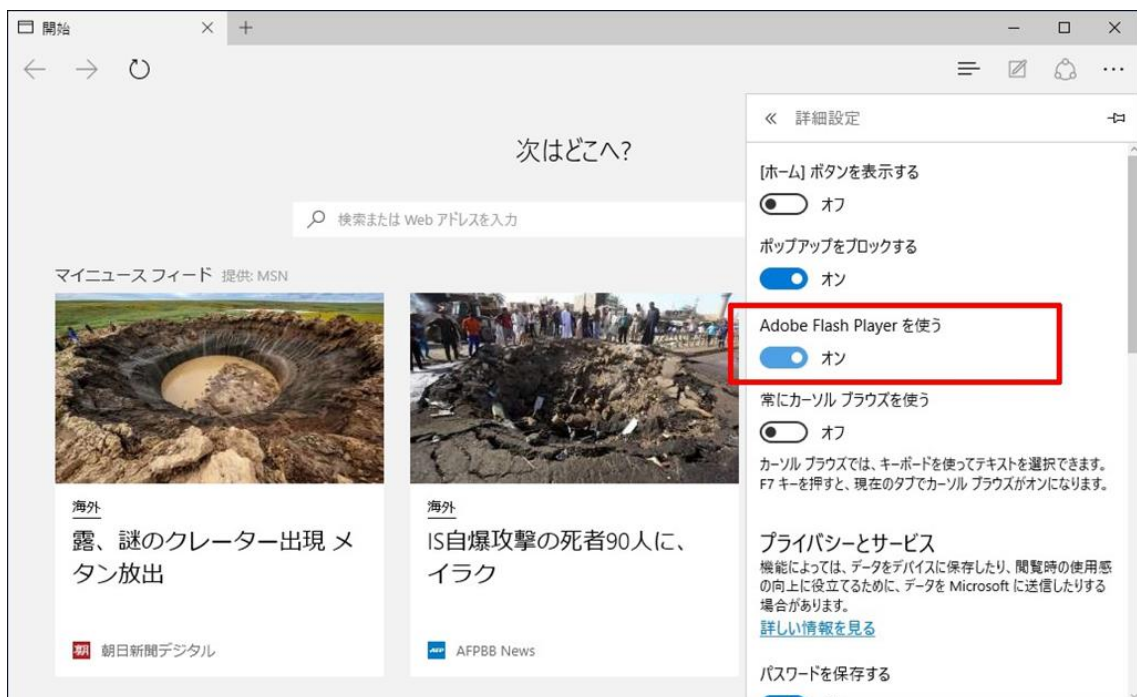 開始
次はどこへ?
検索または Web アドレスを入力
マイニュース フィード 提供: MSN
海外
露、謎のクレーター出現 メ
タン放出
朝 朝日新聞デジタル
海外
IS自爆攻撃の死者90人に、
イラク
AFP AFPBB News
詳細設定
[ホーム] ボタンを表示する
オフ
ポップアップをブロックする
オン
Adobe Flash Player を使う
オン
常にカーソル ブラウズを使う
オフ
カーソル ブラウズでは、キーボードを使ってテキストを選択できます。
F7 キーを押すと、現在のタブでカーソル ブラウズがオンになります。
プライバシーとサービス
機能によっては、データをデバイスに保存したり、閲覧時の使用感
の向上に役立てるために、データを Microsoft に送信したりする
場合があります。
詳しい情報を見る
パスワードを保存する